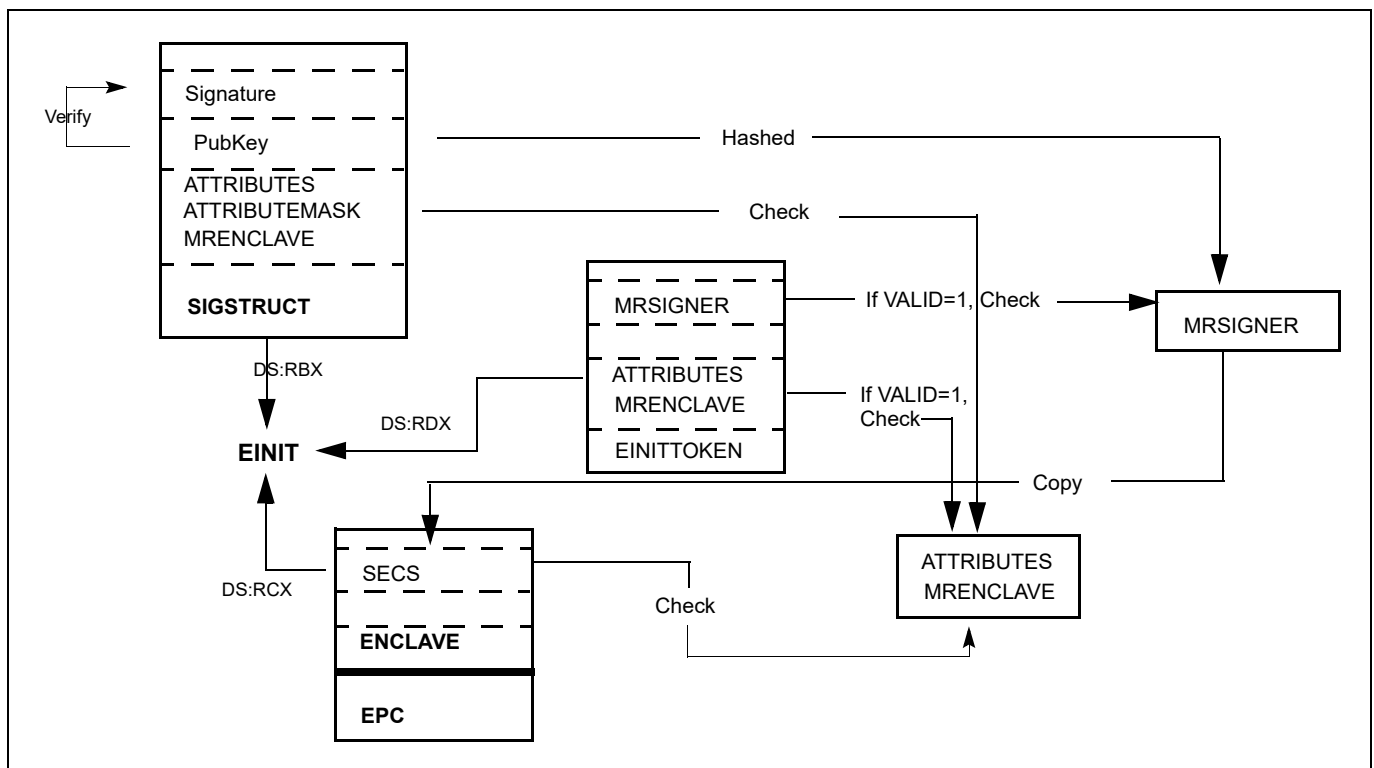 Signature
Verify
PubKey
Hashed
ATTRIBUTES
ATTRIBUTEMASK
MRENCLAVE
Check
SIGSTRUCT
MRSIGNER
If VALID=1, Check
MRSIGNER
DS:RBX
ATTRIBUTES
MRENCLAVE
If VALID=1,
Check
DS:RDX
EINIT
EINITTOKEN
Copy
SECS
DS:RCX
ENCLAVE
EPC
Check
ATTRIBUTES
MRENCLAVE